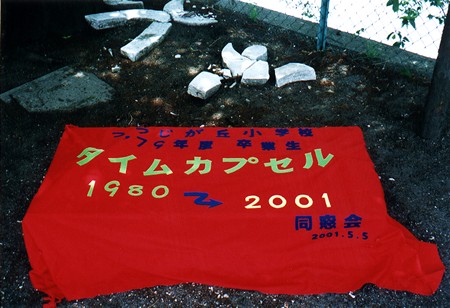 つつじが丘小学校
'79年度 卒業生
タイムカプセル
1980 2001
同窓会
2001.5.5